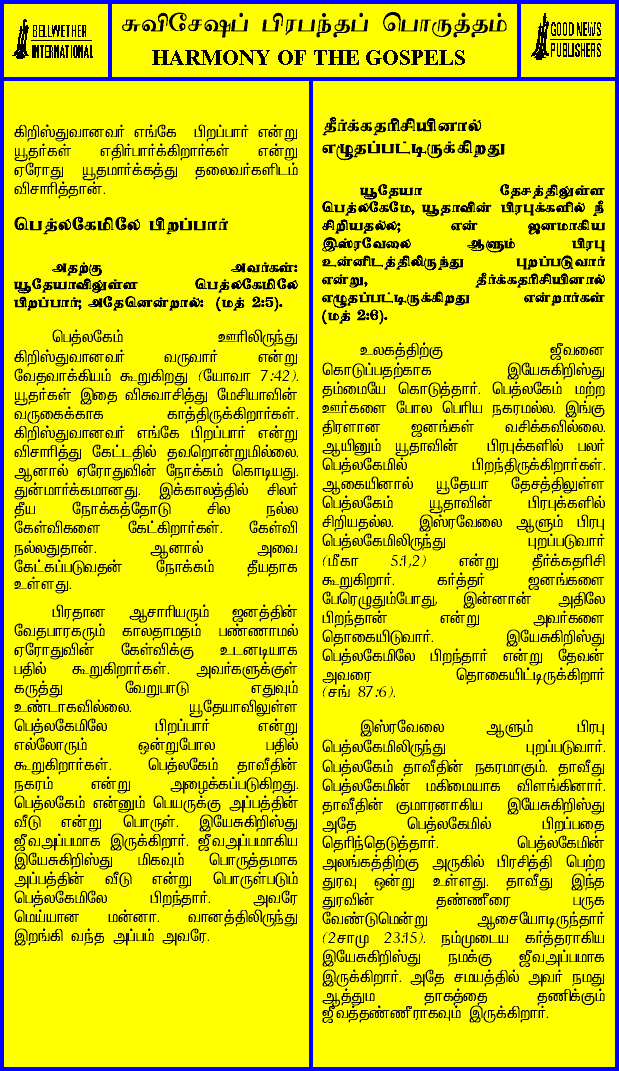 BELLWETHER
INTERNATIONAL
சுவிசேஷப் பிரபந்தப் பொருத்தம்
HARMONY OF THE GOSPELS
GOOD NEWS
PUBLISHERS
கிறிஸ்துவானவர் எங்கே பிறப்பார் என்று
யூதர்கள் எதிர்பார்க்கிறார்கள் என்று
ஏரோது யூதமார்க்கத்து தலைவர்களிடம்
விசாரித்தான்.
பெத்லகேமிலே பிறப்பார்
அதற்கு அவர்கள்:
யூதேயாவிலுள்ள பெத்லகேமிலே
பிறப்பார்; அதேனென்றால்: (மத் 2:5).
பெத்லகேம் ஊரிலிருந்து
கிறிஸ்துவானவர் வருவார் என்று
வேதவாக்கியம் கூறுகிறது (யோவா 7:42).
யூதர்கள் இதை விசுவாசித்து மேசியாவின்
வருகைக்காக காத்திருக்கிறார்கள்.
கிறிஸ்துவானவர் எங்கே பிறப்பார் என்று
விசாரித்து கேட்டதில் தவறொன்றுமில்லை.
ஆனால் ஏரோதுவின் நோக்கம் கொடியது.
துன்மார்க்கமானது. இக்காலத்தில் சிலர்
தீய நோக்கத்தோடு சில நல்ல
கேள்விகளை கேட்கிறார்கள். கேள்வி
நல்லதுதான். ஆனால் அவை
கேட்கப்படுவதன் நோக்கம் தீயதாக
உள்ளது.
பிரதான ஆசாரியரும் ஜனத்தின்
வேதபாரகரும் காலதாமதம் பண்ணாமல்
ஏரோதுவின் கேள்விக்கு உடனடியாக
பதில் கூறுகிறார்கள். அவர்களுக்குள்
கருத்து வேறுபாடு எதுவும்
உண்டாகவில்லை. யூதேயாவிலுள்ள
பெத்லகேமிலே பிறப்பார் என்று
எல்லோரும் ஒன்றுபோல பதில்
கூறுகிறார்கள். பெத்லகேம் தாவீதின்
நகரம் என்று அழைக்கப்படுகிறது.
பெத்லகேம் என்னும் பெயருக்கு அப்பத்தின்
வீடு என்று பொருள். இயேசுகிறிஸ்து
ஜீவஅப்பமாக இருக்கிறார். ஜீவஅப்பமாகிய
இயேசுகிறிஸ்து மிகவும் பொருத்தமாக
அப்பத்தின் வீடு என்று பொருள்படும்
பெத்லகேமிலே பிறந்தார். அவரே
மெய்யான மன்னா. வானத்திலிருந்து
இறங்கி வந்த அப்பம் அவரே.
தீர்க்கதரிசியினால்
எழுதப்பட்டிருக்கிறது
யூதேயா தேசத்திலுள்ள
பெத்லகேமே, யூதாவின் பிரபுக்களில் நீ
சிறியதல்ல; என் ஜனமாகிய
இஸ்ரவேலை ஆளும் பிரபு
உன்னிடத்திலிருந்து புறப்படுவார்
என்று, தீர்க்கதரிசியினால்
எழுதப்பட்டிருக்கிறது என்றார்கள்
(மத் 2:6).
உலகத்திற்கு ஜீவனை
கொடுப்பதற்காக இயேசுகிறிஸ்து
தம்மையே கொடுத்தார். பெத்லகேம் மற்ற
ஊர்களை போல பெரிய நகரமல்ல. இங்கு
திரளான ஜனங்கள் வசிக்கவில்லை.
ஆயினும் யூதாவின் பிரபுக்களில் பலர்
பெத்லகேமில் பிறந்திருக்கிறார்கள்.
ஆகையினால் யூதேயா தேசத்திலுள்ள
பெத்லகேம் யூதாவின் பிரபுக்களில்
சிறியதல்ல. இஸ்ரவேலை ஆளும் பிரபு
பெத்லகேமிலிருந்து புறப்படுவார்
(மீகா 5:1,2) என்று தீர்க்கதரிசி
கூறுகிறார். கர்த்தர் ஜனங்களை
பேரெழுதும்போது, இன்னான் அதிலே
பிறந்தான் என்று அவர்களை
தொகையிடுவார். இயேசுகிறிஸ்து
பெத்லகேமிலே பிறந்தார் என்று தேவன்
அவரை தொகையிட்டிருக்கிறார்
(சங் 87:6).
இஸ்ரவேலை ஆளும் பிரபு
பெத்லகேமிலிருந்து புறப்படுவார்.
பெத்லகேம் தாவீதின் நகரமாகும். தாவீது
பெத்லகேமின் மகிமையாக விளங்கினார்.
தாவீதின் குமாரனாகிய இயேசுகிறிஸ்து
அதே பெத்லகேமில் பிறப்பதை
தெரிந்தெடுத்தார். பெத்லகேமின்
அலங்கத்திற்கு அருகில் பிரசித்தி பெற்ற
துரவு ஒன்று உள்ளது. தாவீது இந்த
துரவின் தண்ணீரை பருக
வேண்டுமென்று ஆசையோடிருந்தார்
(2சாமு 23:15). நம்முடைய கர்த்தராகிய
இயேசுகிறிஸ்து நமக்கு ஜீவஅப்பமாக
இருக்கிறார். அதே சமயத்தில் அவர் நமது
ஆத்தும தாகத்தை தணிக்கும்
ஜீவத்தண்ணீராகவும் இருக்கிறார்.